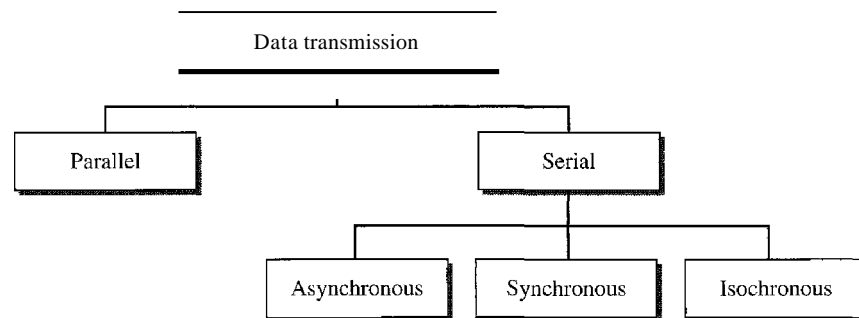 Data transmission
Parallel
Serial
Asynchronous
Synchronous
Isochronous